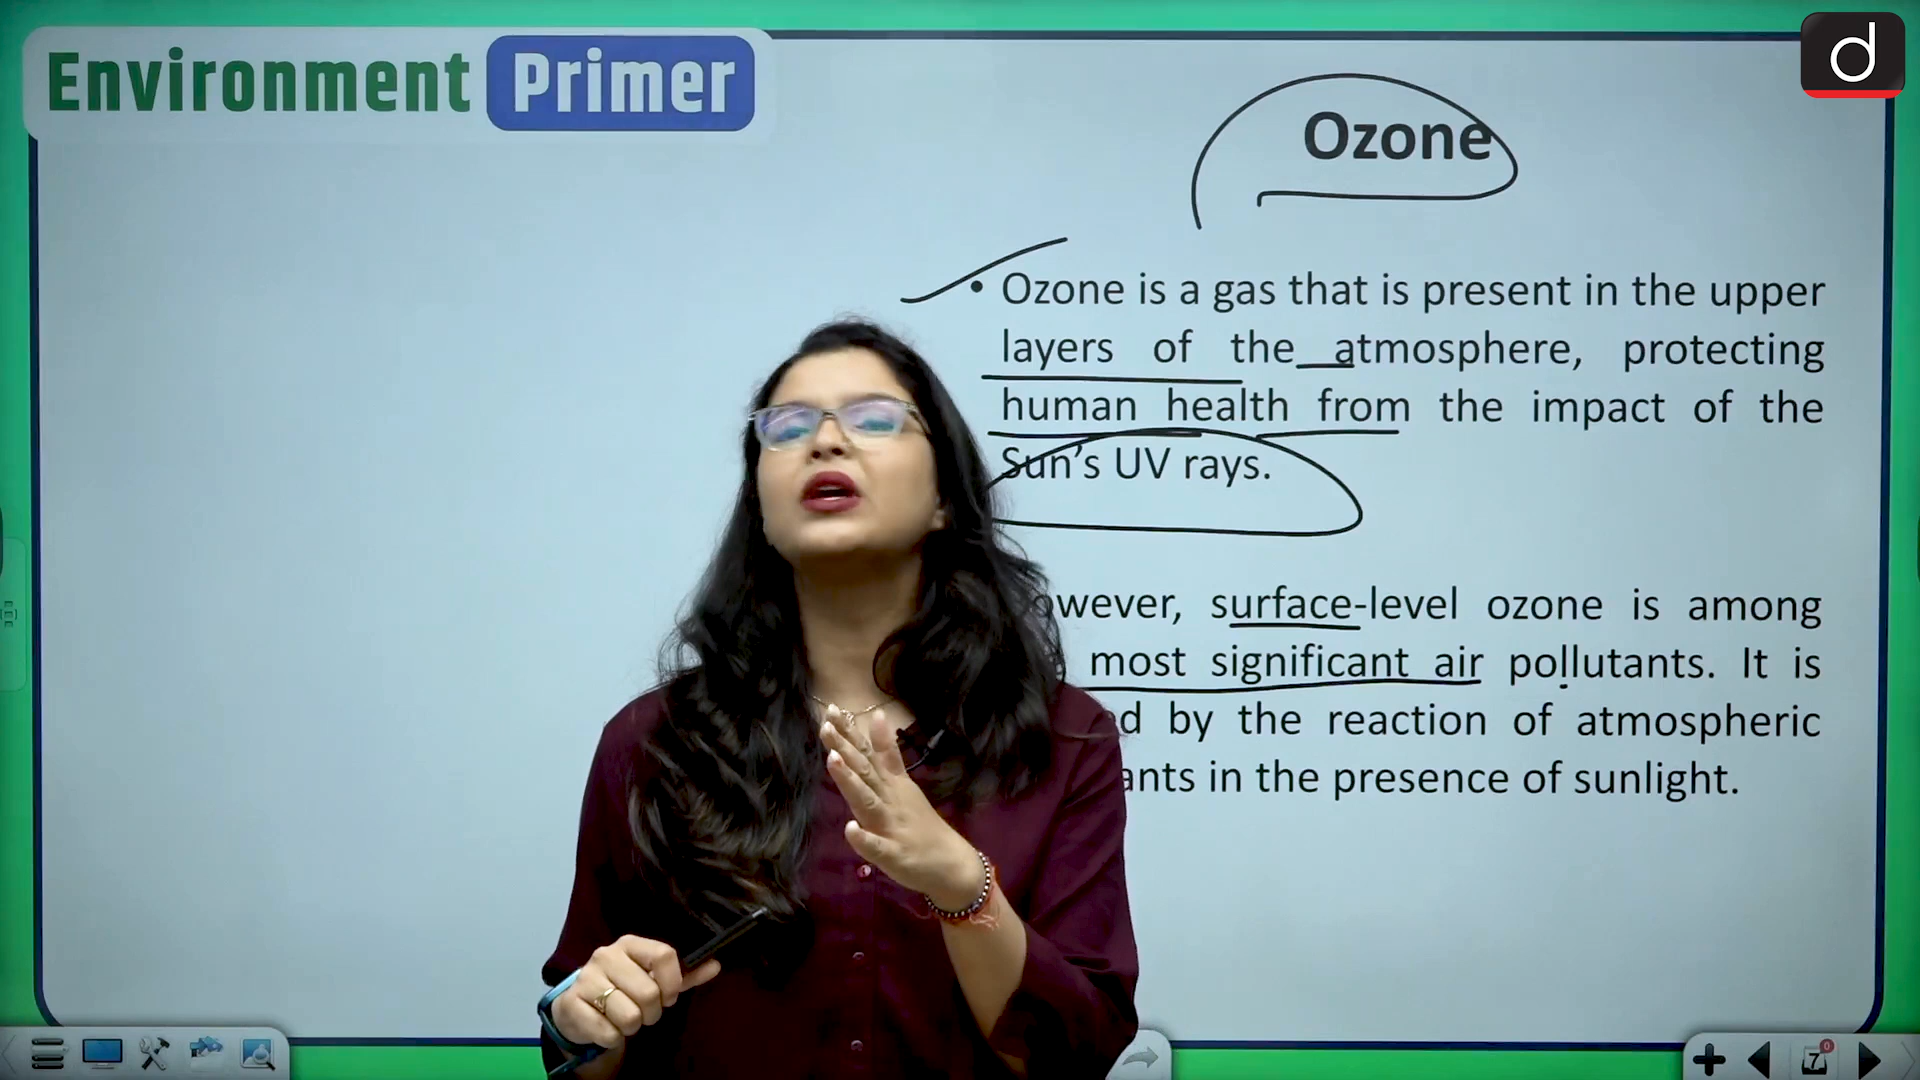 Environment Primer
d
Ozone
• Ozone is a gas that is present in the upper
layers of the atmosphere, protecting
human health from the impact of the
Sun's UV rays.
surface-level ozone is among
most significant air pollutants. It is
by the reaction of atmospheric
in the presence of sunlight.
7
0